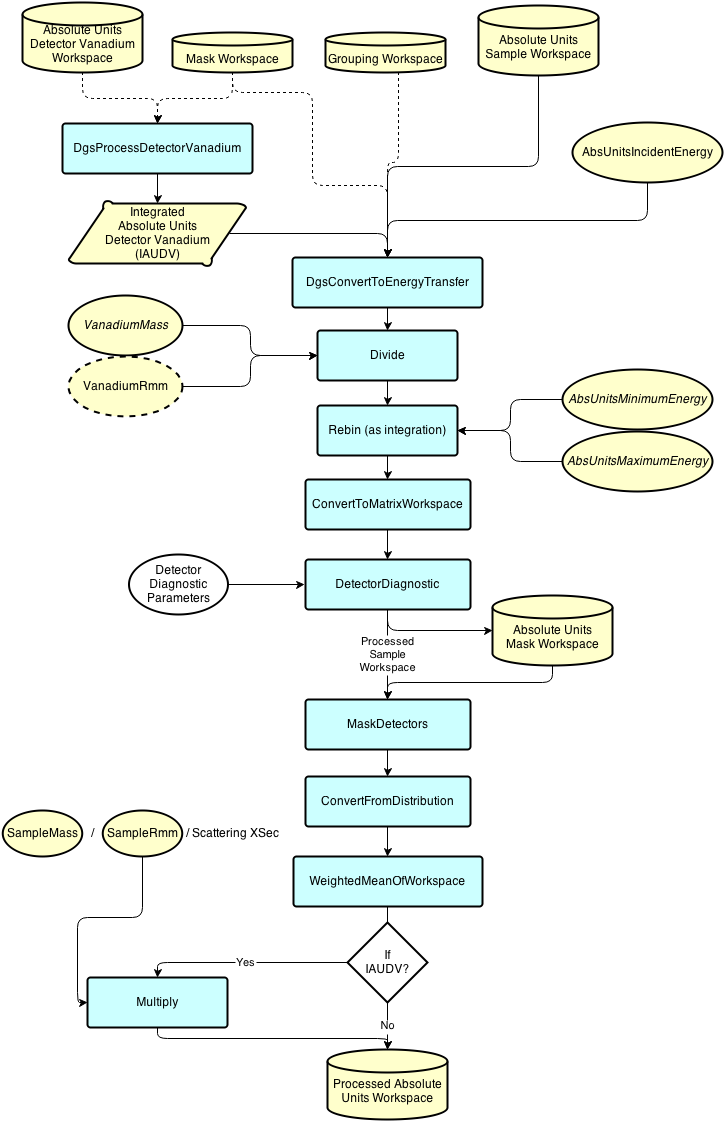 Absolute Units
Detector Vanadium
Workspace
Mask Workspace
Grouping Workspace
Absolute Units
Sample Workspace
DgsProcessDetectorVanadium
AbsUnitsIncidentEnergy
Integrated
Absolute Units
Detector Vanadium
(IAUDV)
DgsConvertToEnergyTransfer
VanadiumMass
Divide
VanadiumRmm
AbsUnitsMinimumEnergy
Rebin (as integration)
AbsUnitsMaximumEnergy
ConvertToMatrixWorkspace
Detector
Diagnostic
Parameters
DetectorDiagnostic
Absolute Units
Mask Workspace
Processed
Sample
Workspace
MaskDetectors
ConvertFromDistribution
SampleMass / SampleRmm / Scattering XSec
WeightedMeanOfWorkspace
If
IAUDV?
Yes
Multiply
No
Processed Absolute
Units Workspace